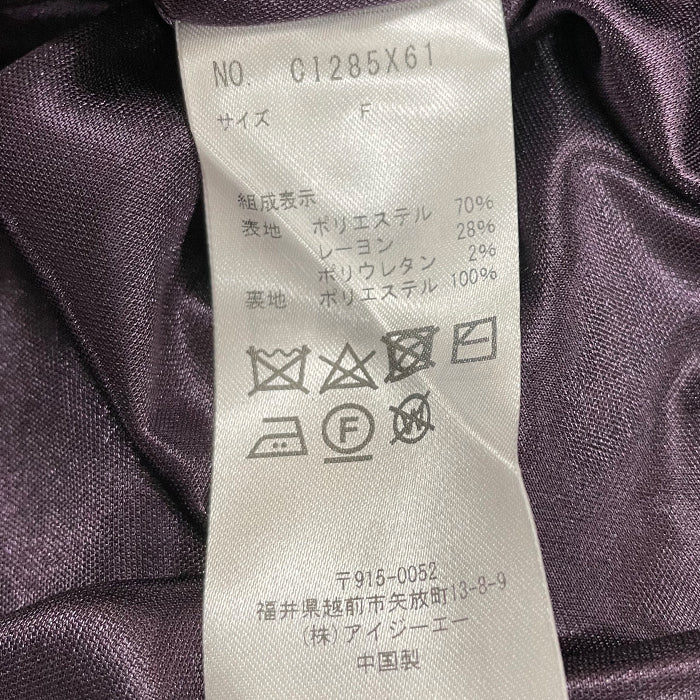 NO. CI285X61
サイズ F
組成表示
表地 ポリエステル 70%
レーヨン 28%
ポリウレタン 2%
裏地 ポリエステル 100%
F
W
〒915-0052
福井県越前市矢放町13-8-9
(株)アイジーエー
中国製